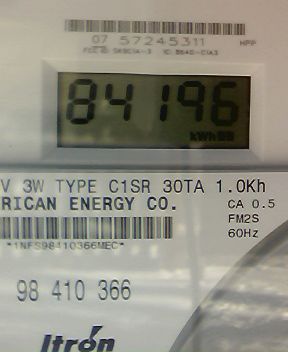 07 57245311 HPP
84196
kWh
V 3W TYPE C1SR 30TA 1.0Kh
RICAN ENERGY CO.
CA 0.5
FM2S
60Hz
*1NFS98410366MEC*
98 410 366
Itron